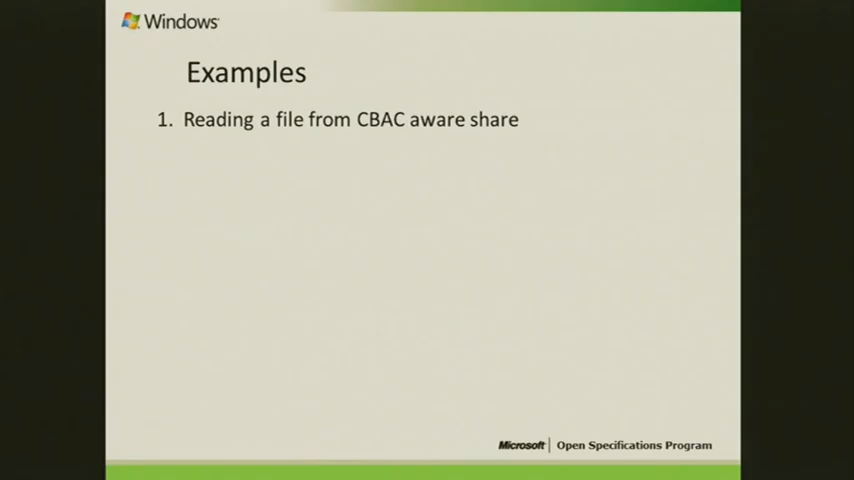 Windows
Examples
1. Reading a file from CBAC aware share
Microsoft Open Specifications Program